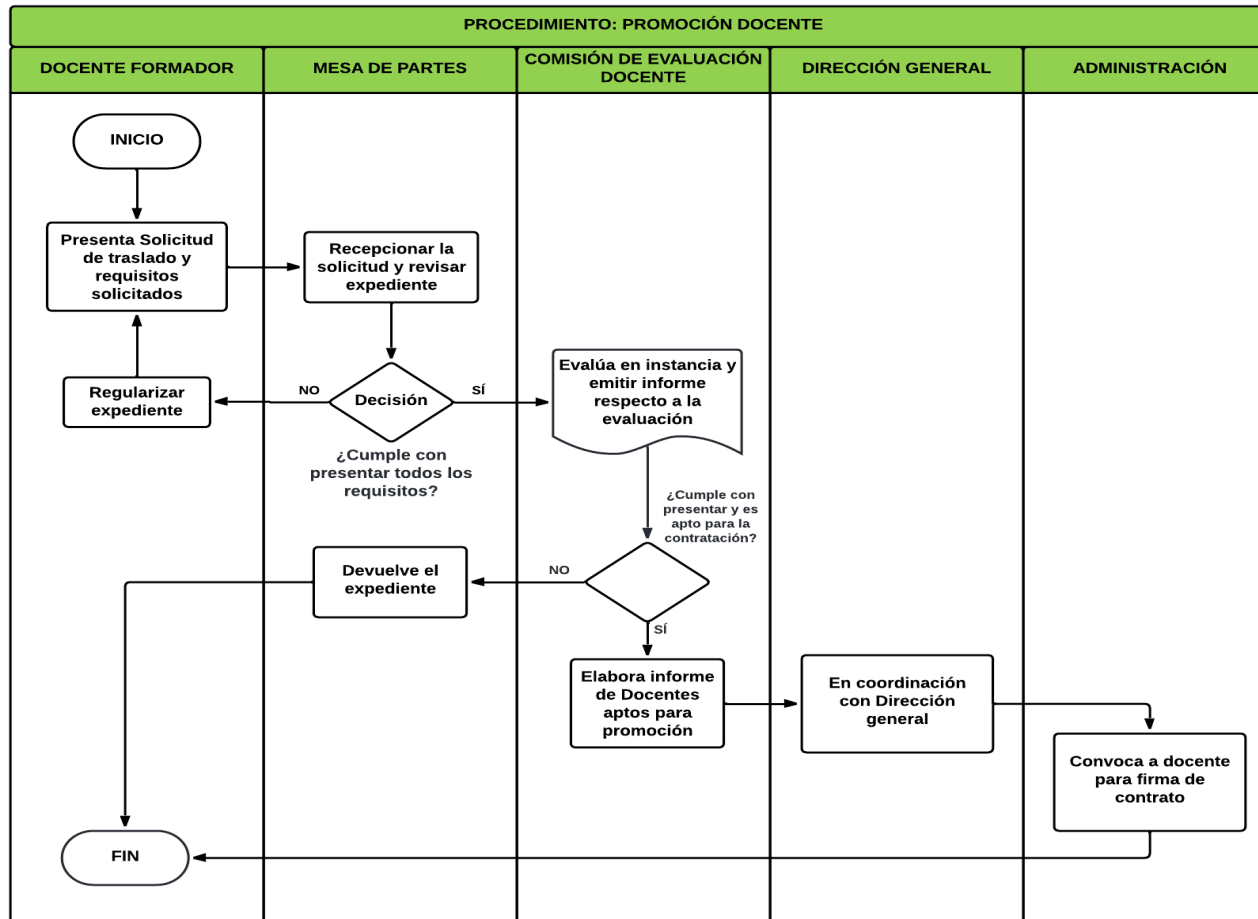 PROCEDIMIENTO: PROMOCIÓN DOCENTE
DOCENTE FORMADOR
MESA DE PARTES
COMISIÓN DE EVALUACIÓN
DOCENTE
DIRECCIÓN GENERAL
ADMINISTRACIÓN
INICIO
Presenta Solicitud
de traslado y
requisitos
solicitados
Recepcionar la
solicitud y revisar
expediente
Regularizar
expediente
NO
Decisión
SÍ
¿Cumple con
presentar todos los
requisitos?
Evalúa en instancia y
emitir informe
respecto a la
evaluación
¿Cumple con
presentar y es
apto para la
contratación?
NO
Devuelve el
expediente
SÍ
Elabora informe
de Docentes
aptos para
promoción
En coordinación
con Dirección
general
Convoca a docente
para firma de
contrato
FIN